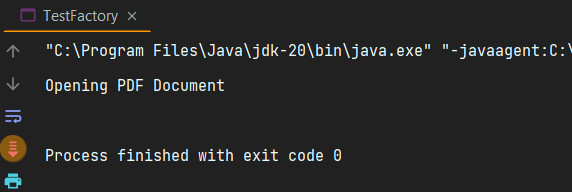 TestFactory
"C:\Program Files\Java\jdk-20\bin\java.exe" "-javaagent:C:\
Opening PDF Document
Process finished with exit code 0